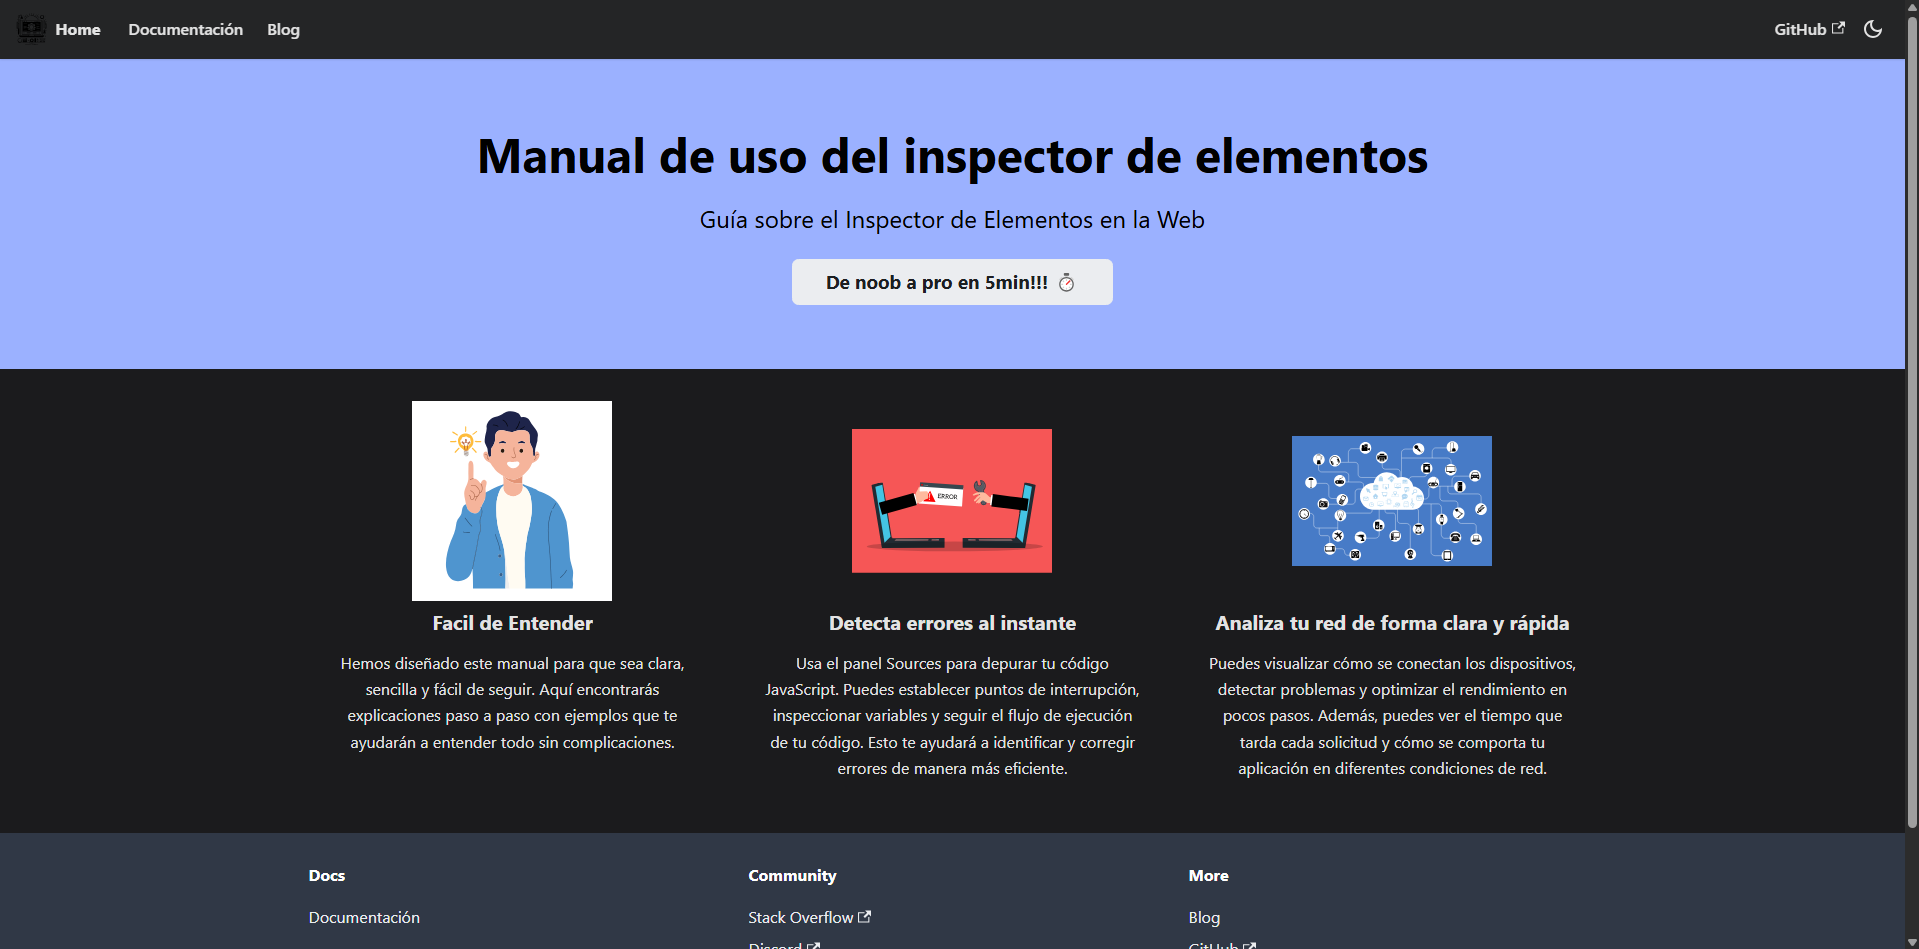 Home Documentación Blog GitHub
Manual de uso del inspector de elementos
Guía sobre el Inspector de Elementos en la Web
De noob a pro en 5min!!! ⏱️
ERROR
Facil de Entender
Hemos diseñado este manual para que sea clara,
sencilla y fácil de seguir. Aquí encontrarás
explicaciones paso a paso con ejemplos que te
ayudarán a entender todo sin complicaciones.
Detecta errores al instante
Usa el panel Sources para depurar tu código
JavaScript. Puedes establecer puntos de interrupción,
inspeccionar variables y seguir el flujo de ejecución
de tu código. Esto te ayudará a identificar y corregir
errores de manera más eficiente.
Analiza tu red de forma clara y rápida
Puedes visualizar cómo se conectan los dispositivos,
detectar problemas y optimizar el rendimiento en
pocos pasos. Además, puedes ver el tiempo que
tarda cada solicitud y cómo se comporta tu
aplicación en diferentes condiciones de red.
Docs
Documentación
Community
Stack Overflow
Discord
More
Blog
GitHub